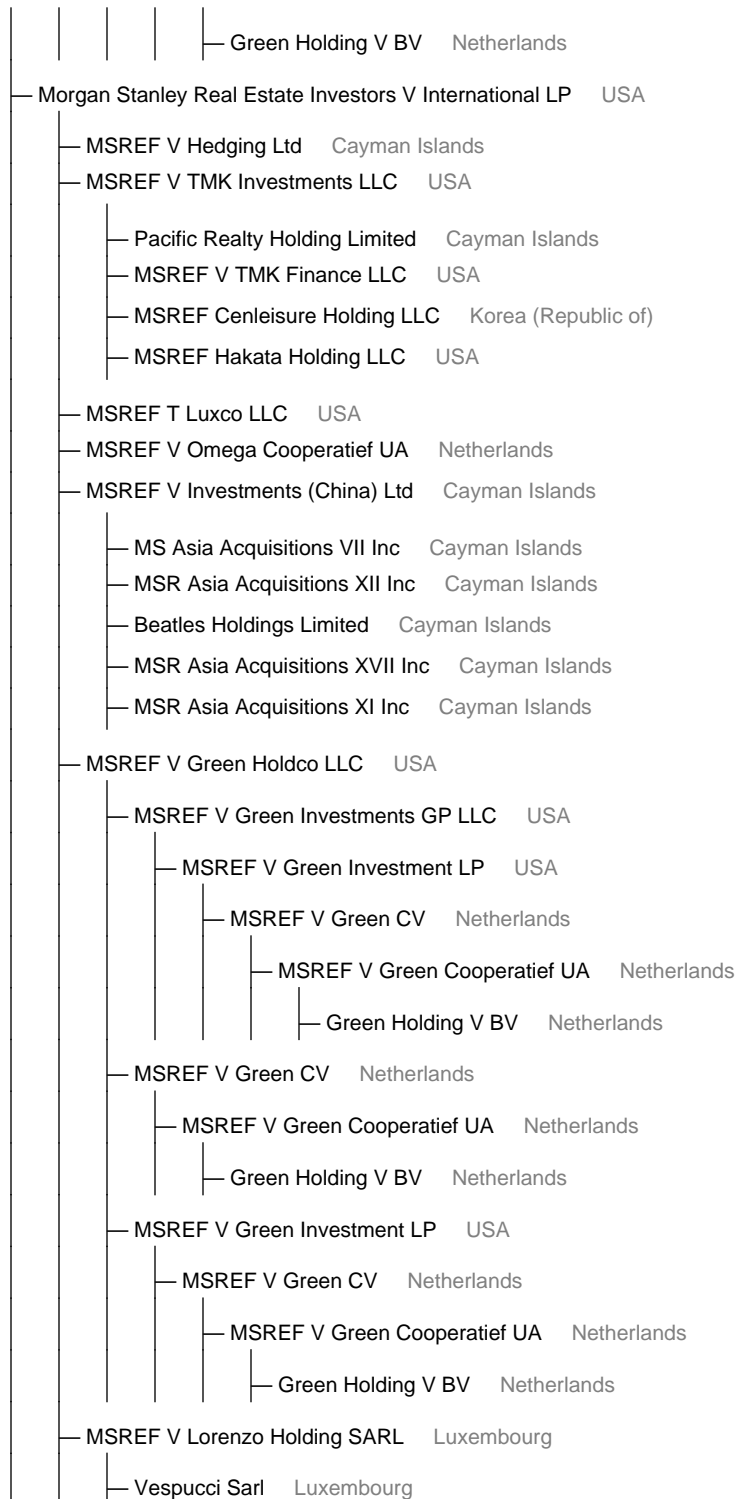 Green Holding V BV Netherlands
Morgan Stanley Real Estate Investors V International LP USA
MSREF V Hedging Ltd Cayman Islands
MSREF V TMK Investments LLC USA
Pacific Realty Holding Limited Cayman Islands
MSREF V TMK Finance LLC USA
MSREF Cenleisure Holding LLC Korea (Republic of)
MSREF Hakata Holding LLC USA
MSREF T Luxco LLC USA
MSREF V Omega Cooperatief UA Netherlands
MSREF V Investments (China) Ltd Cayman Islands
MS Asia Acquisitions VII Inc Cayman Islands
MSR Asia Acquisitions XII Inc Cayman Islands
Beatles Holdings Limited Cayman Islands
MSR Asia Acquisitions XVII Inc Cayman Islands
MSR Asia Acquisitions XI Inc Cayman Islands
MSREF V Green Holdco LLC USA
MSREF V Green Investments GP LLC USA
MSREF V Green Investment LP USA
MSREF V Green CV Netherlands
MSREF V Green Cooperatief UA Netherlands
Green Holding V BV Netherlands
MSREF V Green CV Netherlands
MSREF V Green Cooperatief UA Netherlands
Green Holding V BV Netherlands
MSREF V Green Investment LP USA
MSREF V Green CV Netherlands
MSREF V Green Cooperatief UA Netherlands
Green Holding V BV Netherlands
MSREF V Lorenzo Holding SARL Luxembourg
Vespucci Sarl Luxembourg